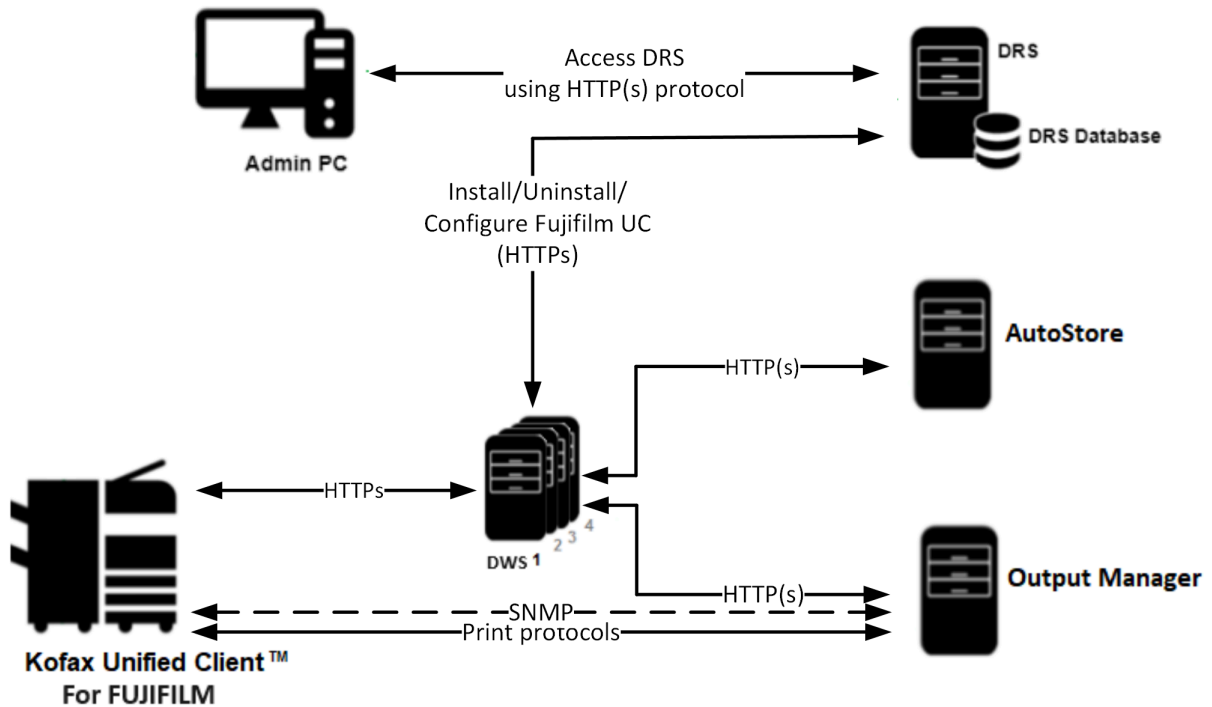 Access DRS
using HTTP(s) protocol
DRS
DRS Database
Admin PC
Install/Uninstall/
Configure Fujifilm UC
(HTTPs)
AutoStore
HTTP(s)
HTTPs
DWS 1
2
3
4
HTTP(s)
Output Manager
SNMP
Print protocols
Kofax Unified Client™
For FUJIFILM